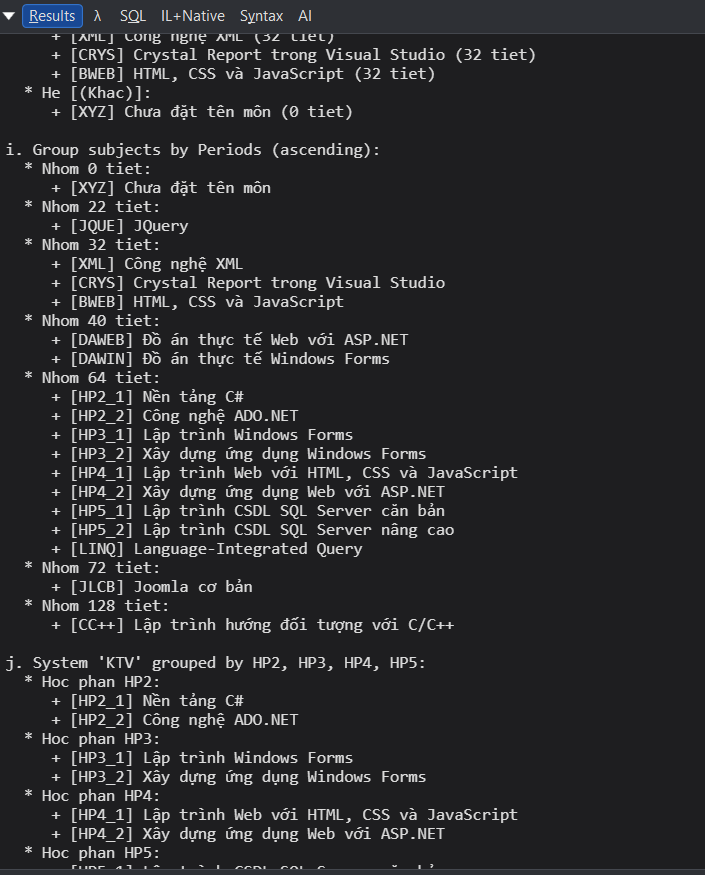 Results λ SQL IL+Native Syntax AI
+ [XML] Công nghệ XML (32 tiet)
+ [CRYS] Crystal Report trong Visual Studio (32 tiet)
+ [BWEB] HTML, CSS và JavaScript (32 tiet)
* He [(Khac)]:
+ [XYZ] Chưa đặt tên môn (0 tiet)
i. Group subjects by Periods (ascending):
* Nhom 0 tiet:
+ [XYZ] Chưa đặt tên môn
* Nhom 22 tiet:
+ [JQUE] JQuery
* Nhom 32 tiet:
+ [XML] Công nghệ XML
+ [CRYS] Crystal Report trong Visual Studio
+ [BWEB] HTML, CSS và JavaScript
* Nhom 40 tiet:
+ [DAWEB] Đồ án thực tế Web với ASP.NET
+ [DAWIN] Đồ án thực tế Windows Forms
* Nhom 64 tiet:
+ [HP2_1] Nền tảng C#
+ [HP2_2] Công nghệ ADO.NET
+ [HP3_1] Lập trình Windows Forms
+ [HP3_2] Xây dựng ứng dụng Windows Forms
+ [HP4_1] Lập trình Web với HTML, CSS và JavaScript
+ [HP4_2] Xây dựng ứng dụng Web với ASP.NET
+ [HP5_1] Lập trình CSDL SQL Server căn bản
+ [HP5_2] Lập trình CSDL SQL Server nâng cao
+ [LINQ] Language-Integrated Query
* Nhom 72 tiet:
+ [JLCB] Joomla cơ bản
* Nhom 128 tiet:
+ [CC++] Lập trình hướng đối tượng với C/C++
j. System 'KTV' grouped by HP2, HP3, HP4, HP5:
* Hoc phan HP2:
+ [HP2_1] Nền tảng C#
+ [HP2_2] Công nghệ ADO.NET
* Hoc phan HP3:
+ [HP3_1] Lập trình Windows Forms
+ [HP3_2] Xây dựng ứng dụng Windows Forms
* Hoc phan HP4:
+ [HP4_1] Lập trình Web với HTML, CSS và JavaScript
+ [HP4_2] Xây dựng ứng dụng Web với ASP.NET
* Hoc phan HP5: